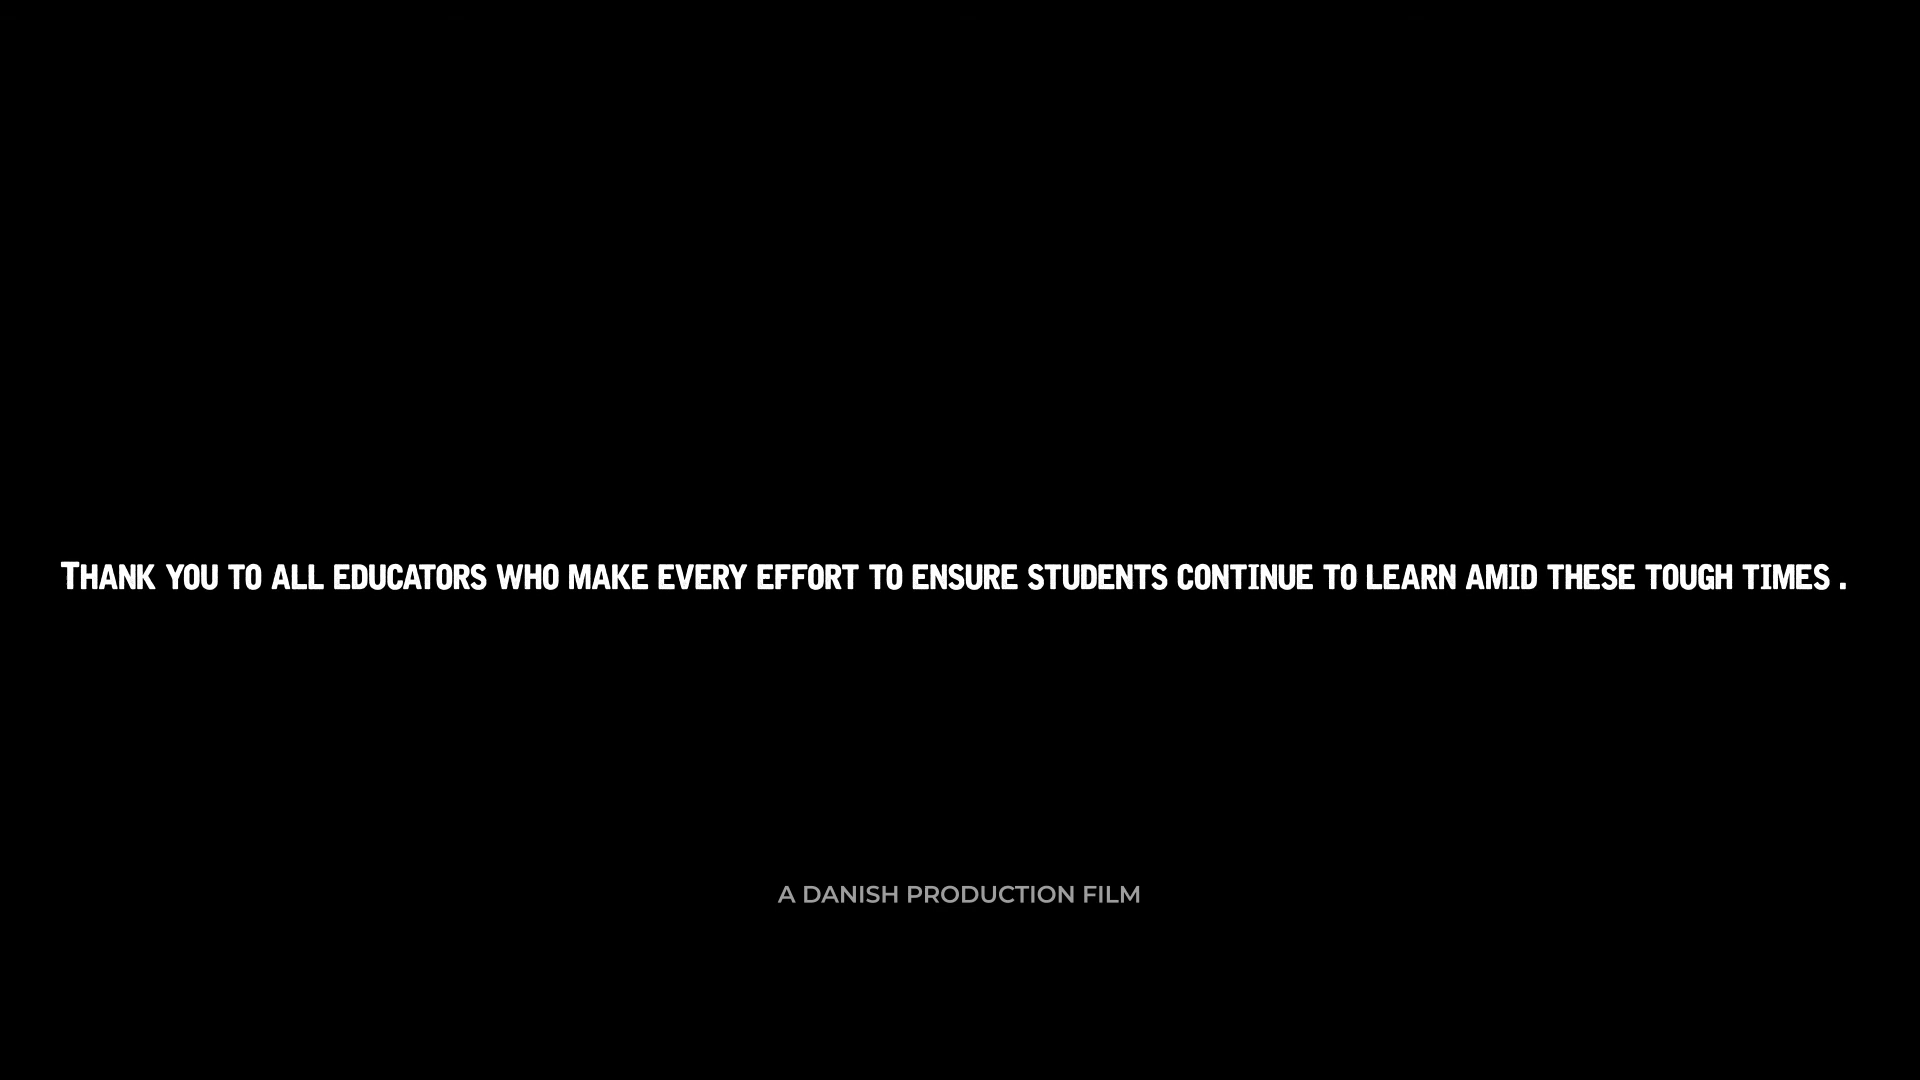 Thank you to all educators who make every effort to ensure students continue to learn amid these tough times .
A DANISH PRODUCTION FILM